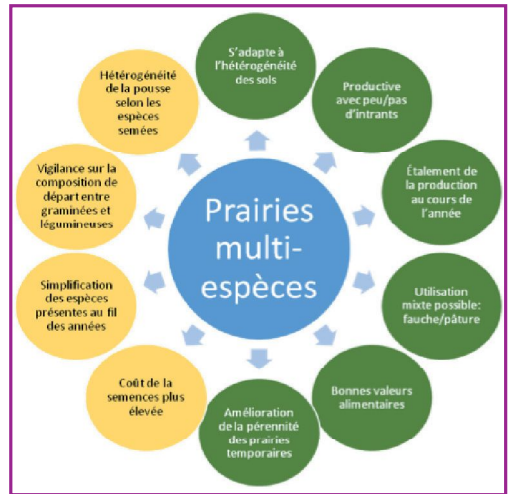 Prairies
multi-
espèces
S'adapte à
l'hétérogénéité
des sols
Productive
avec peu/pas
d'intrants
Étalement de
la production
au cours de
l'année
Utilisation
mixte possible:
fauche/pâture
Bonnes valeurs
alimentaires
Amélioration
de la pérennité
des prairies
temporaires
Coût de la
semences plus
élevée
Simplification
des espèces
présentes au fil
des années
Vigilance sur la
composition de
départ entre
graminées et
légumineuses
Hétérogénéité
de la pousse
selon les
espèces
semées